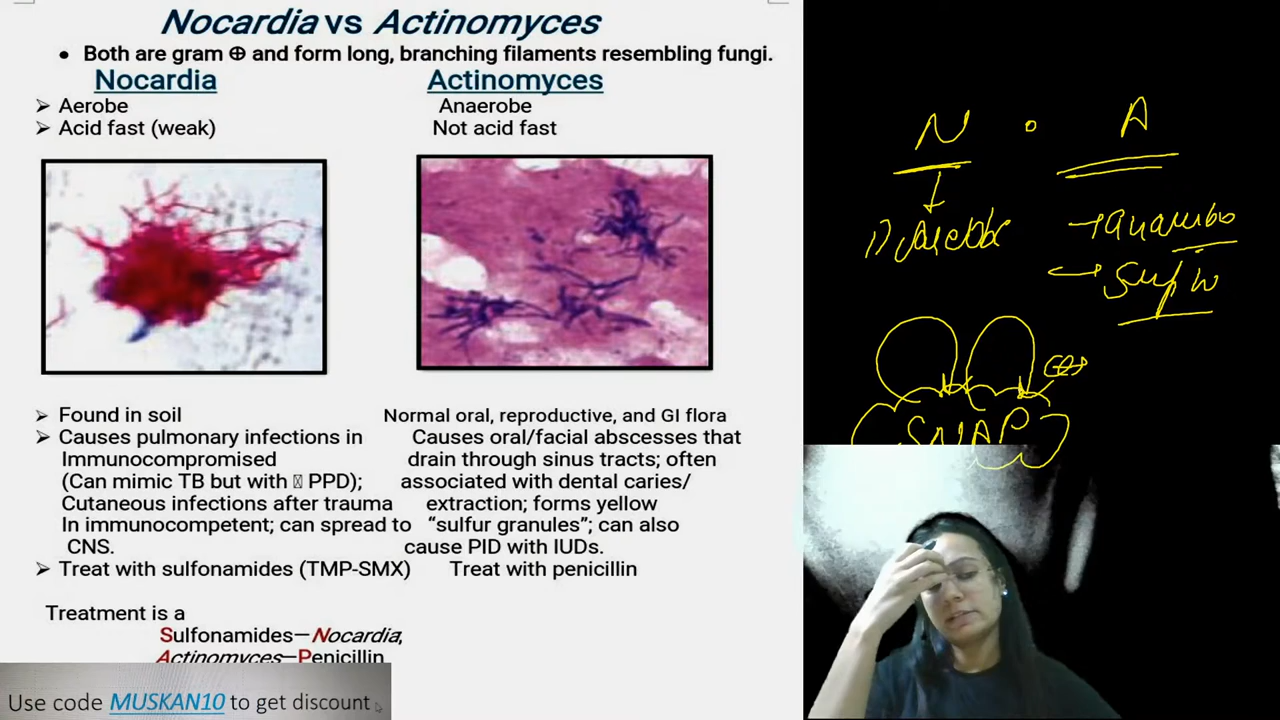 Nocardia vs Actinomyces
• Both are gram ⊕ and form long, branching filaments resembling fungi.
Nocardia Actinomyces
➢ Aerobe Anaerobe
➢ Acid fast (weak) Not acid fast
N • A
➢ Found in soil Normal oral, reproductive, and GI flora
➢ Causes pulmonary infections in Causes oral/facial abscesses that
Immunocompromised drain through sinus tracts; often
(Can mimic TB but with ▯ PPD); associated with dental caries/
Cutaneous infections after trauma extraction; forms yellow
In immunocompetent; can spread to “sulfur granules”; can also
CNS. cause PID with IUDs.
➢ Treat with sulfonamides (TMP-SMX) Treat with penicillin
SNAP
Treatment is a
Sulfonamides—Nocardia;
Actinomyces—Penicillin
Use code MUSKAN10 to get discount